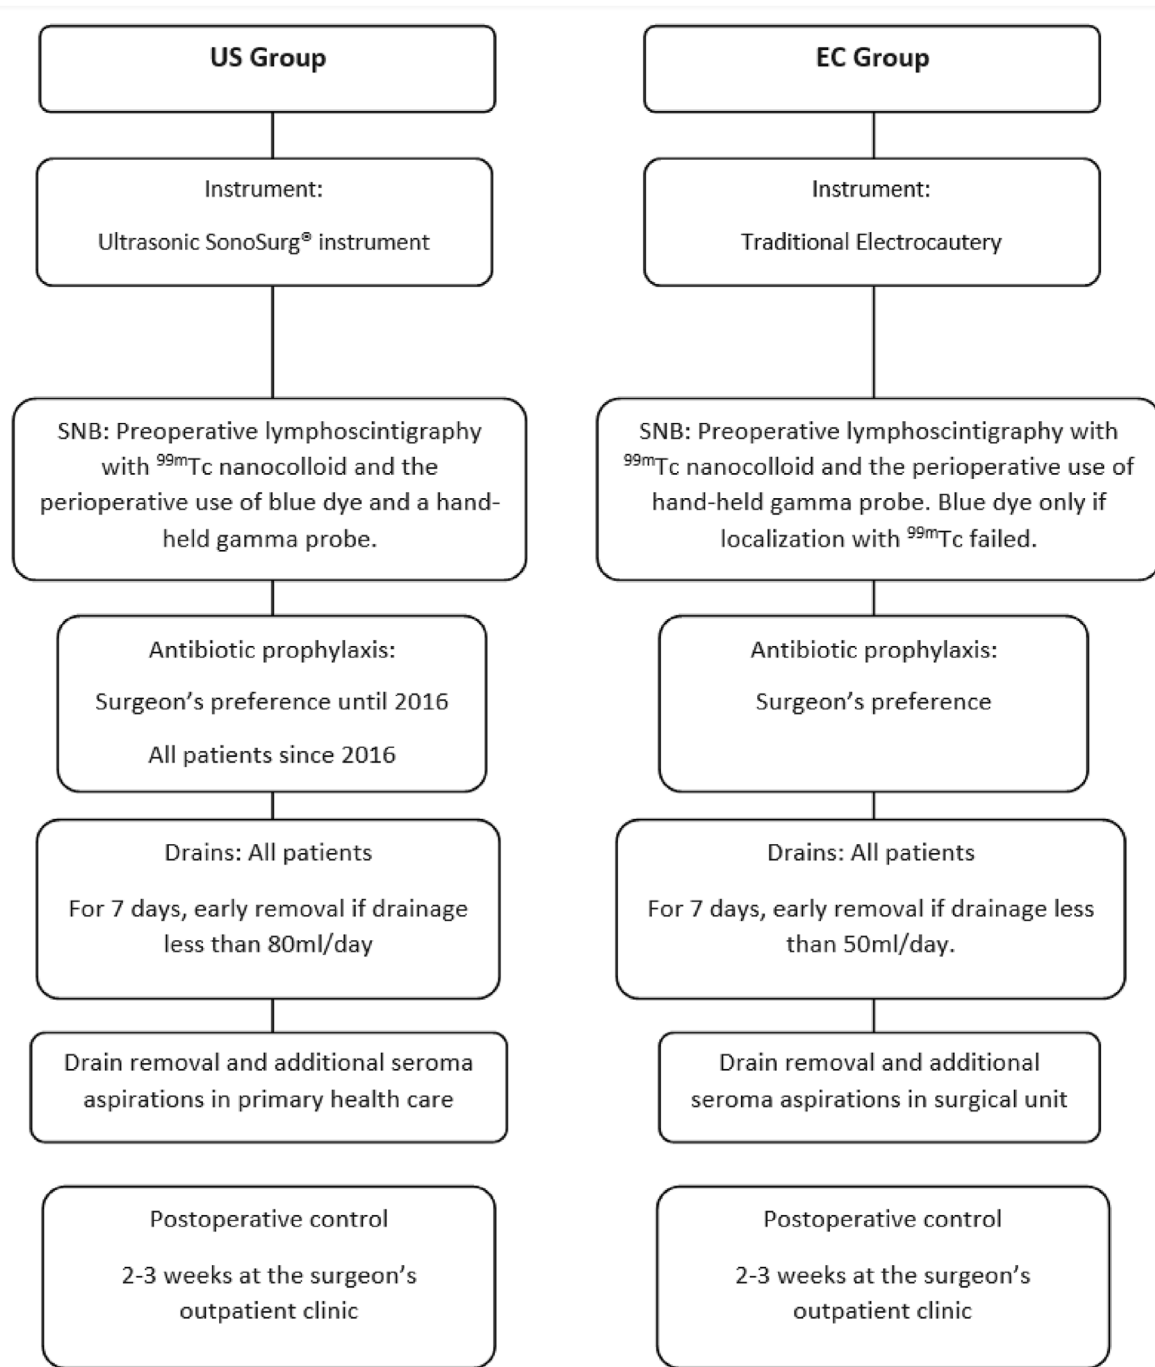 US Group
Instrument:
Ultrasonic SonoSurg® instrument
SNB: Preoperative lymphoscintigraphy
with 99mTc nanocolloid and the
perioperative use of blue dye and a hand-
held gamma probe.
Antibiotic prophylaxis:
Surgeon’s preference until 2016
All patients since 2016
Drains: All patients
For 7 days, early removal if drainage
less than 80ml/day
Drain removal and additional seroma
aspirations in primary health care
Postoperative control
2-3 weeks at the surgeon’s
outpatient clinic
EC Group
Instrument:
Traditional Electrocautery
SNB: Preoperative lymphoscintigraphy with
99mTc nanocolloid and the perioperative use of
hand-held gamma probe. Blue dye only if
localization with 99mTc failed.
Antibiotic prophylaxis:
Surgeon’s preference
Drains: All patients
For 7 days, early removal if drainage less
than 50ml/day.
Drain removal and additional
seroma aspirations in surgical unit
Postoperative control
2-3 weeks at the surgeon’s
outpatient clinic